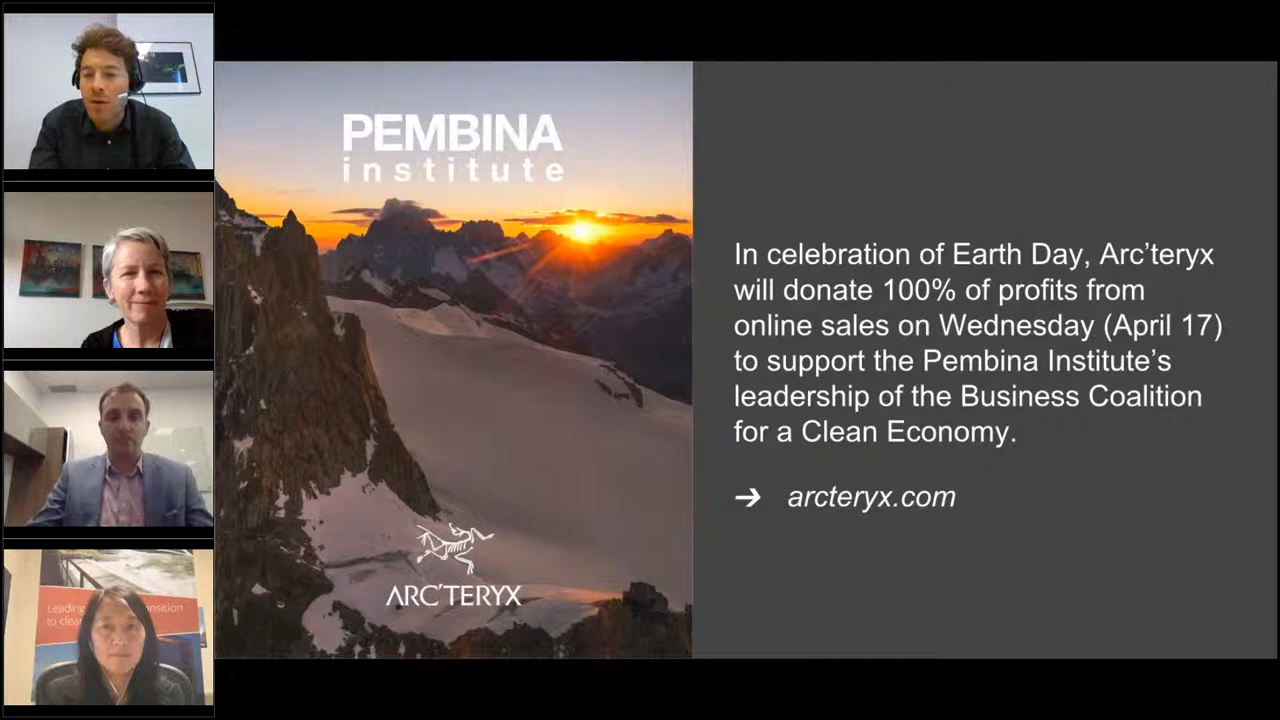 PEMBINA
institute
ARC'TERYX
In celebration of Earth Day, Arc'teryx
will donate 100% of profits from
online sales on Wednesday (April 17)
to support the Pembina Institute's
leadership of the Business Coalition
for a Clean Economy.
➔ arcteryx.com
Leading
to